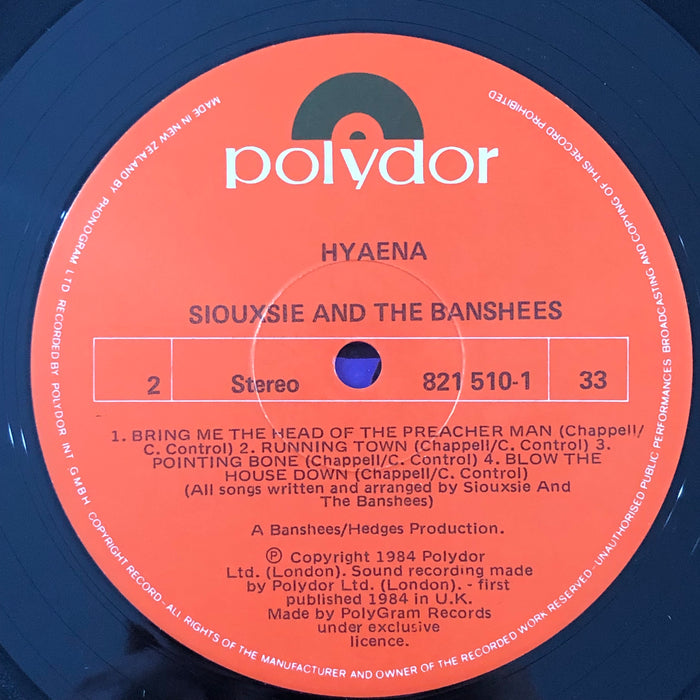 polydor
HYAENA
SIOUXSIE AND THE BANSHEES
2 Stereo 821 510-1 33
1. BRING ME THE HEAD OF THE PREACHER MAN (Chappell/
C. Control) 2. RUNNING TOWN (Chappell/C. Control) 3.
POINTING BONE (Chappell/C. Control) 4. BLOW THE
HOUSE DOWN (Chappell/C. Control)
(All songs written and arranged by Siouxsie And
The Banshees)
A Banshees/Hedges Production.
Ⓟ Copyright 1984 Polydor
Ltd. (London). Sound recording made
by Polydor Ltd. (London). - first
published 1984 in U.K.
Made by PolyGram Records
under exclusive
licence.
MADE IN NEW ZEALAND BY PHONOGRAM LTD RECORDED BY POLYDOR INT GMBH COPYRIGHT RECORD - ALL RIGHTS OF THE MANUFACTURER AND OWNER OF THE RECORDED WORK RESERVED - UNAUTHORISED PUBLIC PERFORMANCES BROADCASTING AND COPYING OF THIS RECORD PROHIBITED